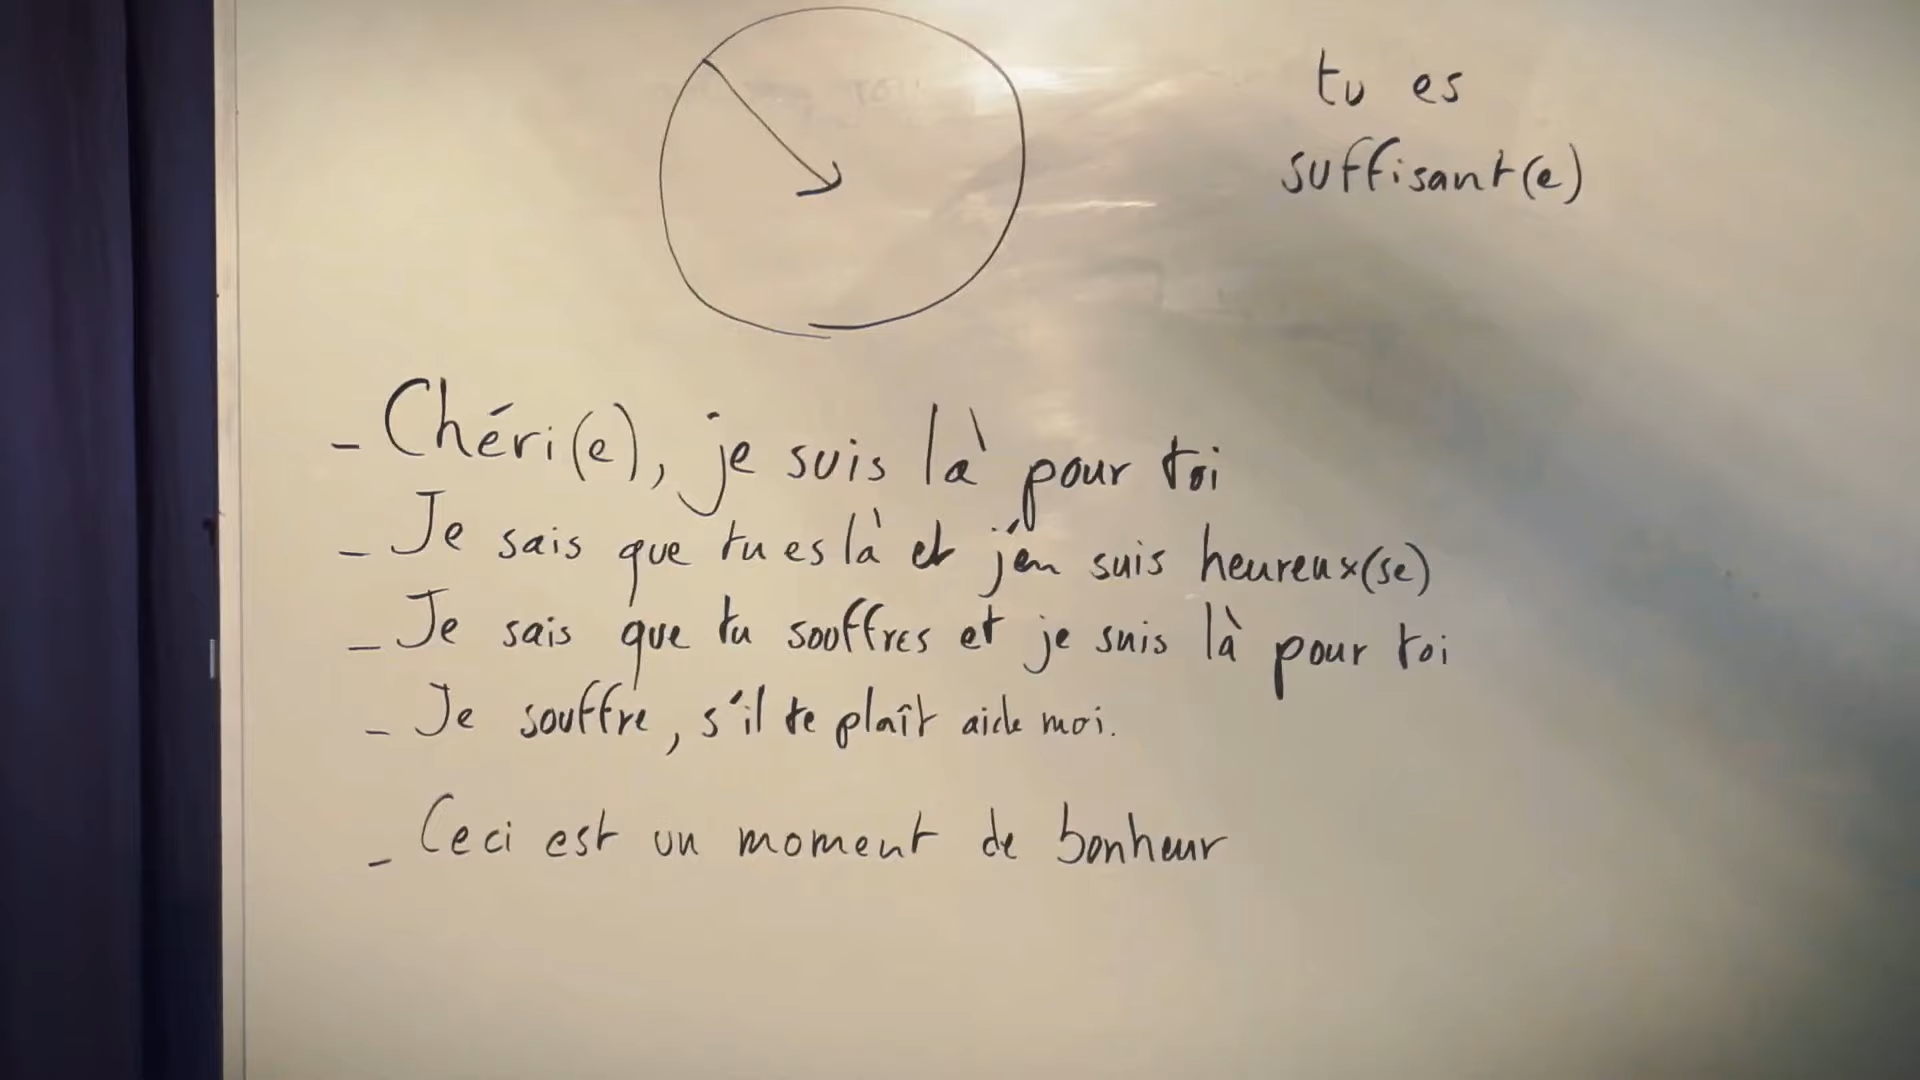 tu es
suffisant(e)
- Chéri(e), je suis là pour toi
- Je sais que tu es là et j'en suis heureux(se)
- Je sais que tu souffres et je suis là pour toi
- Je souffre, s'il te plaît aide moi.
- Ceci est un moment de bonheur